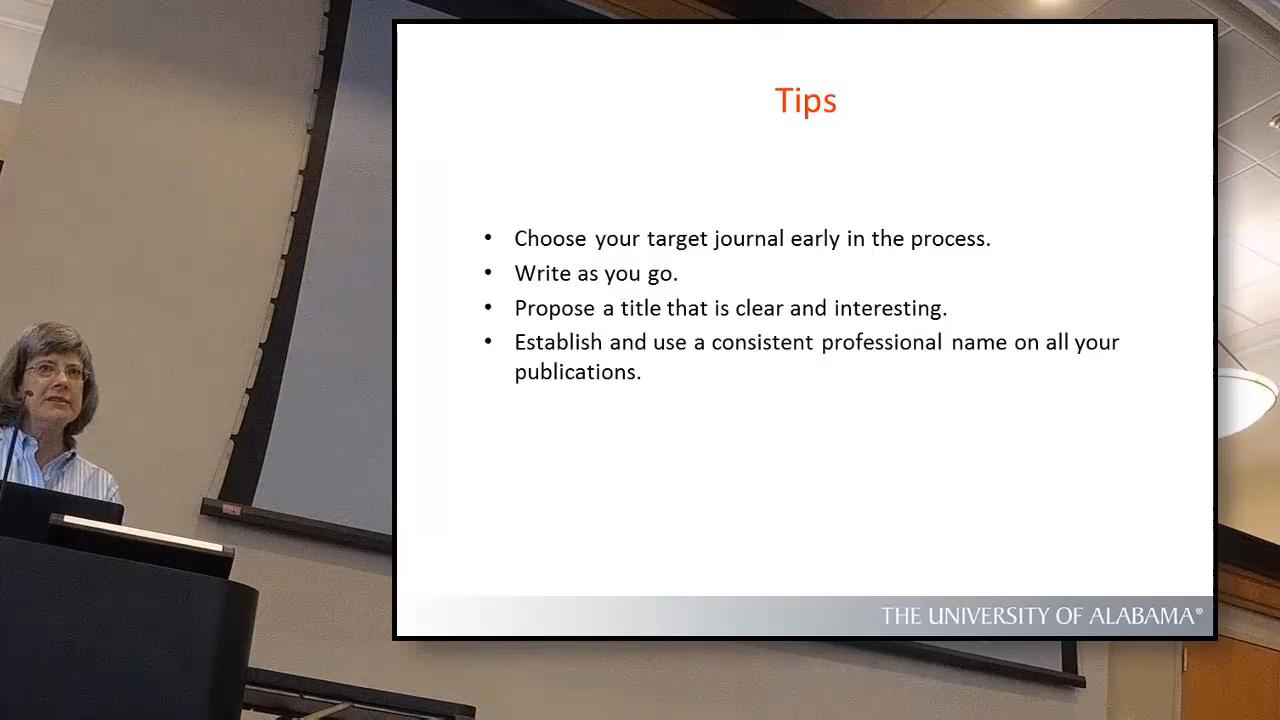 Tips
• Choose your target journal early in the process.
• Write as you go.
• Propose a title that is clear and interesting.
• Establish and use a consistent professional name on all your
publications.
THE UNIVERSITY OF ALABAMA®